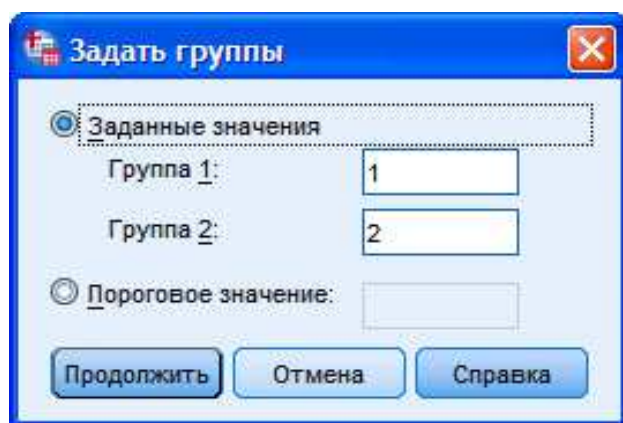 Задать группы
Заданные значения
Группа 1: 1
Группа 2: 2
Пороговое значение:
Продолжить Отмена Справка